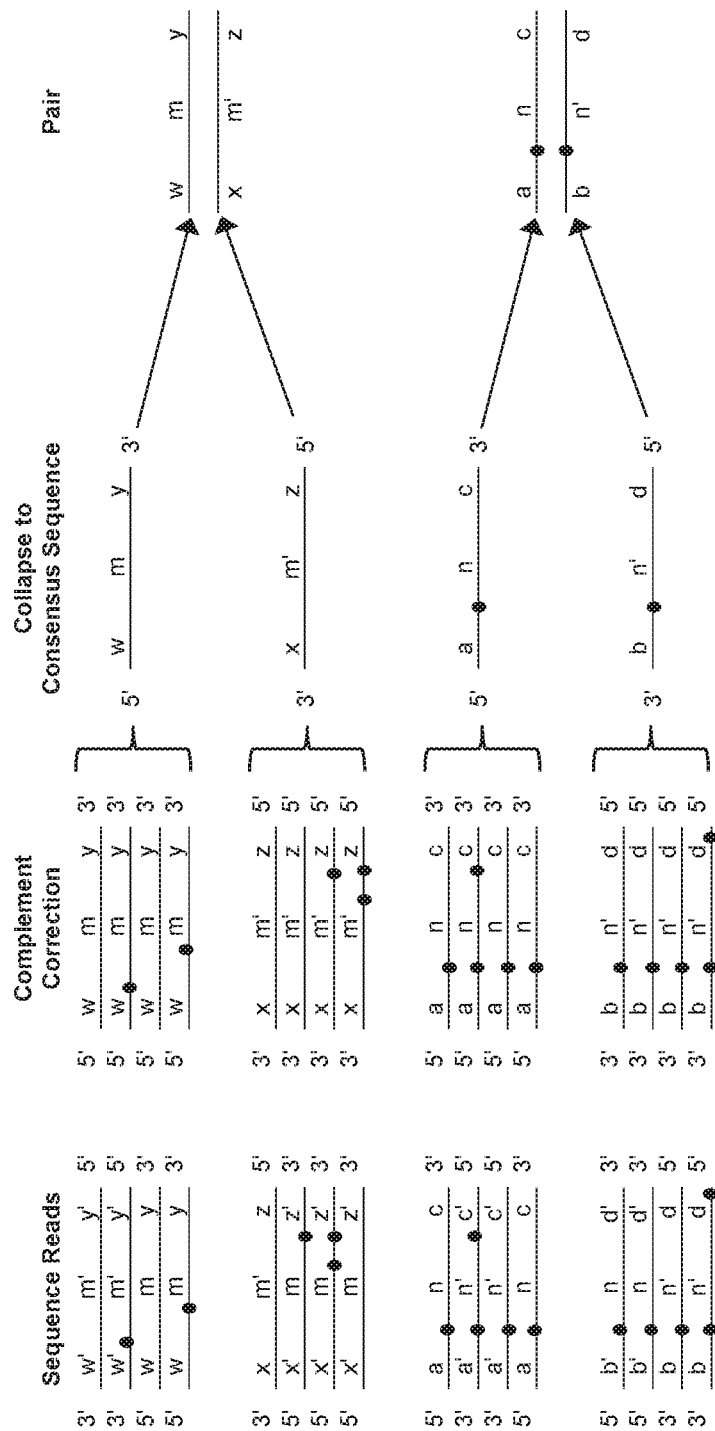 Sequence Reads
3' w' m' y' 5'
3' w' m' y' 5'
5' w m y 3'
5' w m y 3'
3' x m' z 5'
5' x' m z' 3'
5' x' m z' 3'
5' x' m z' 3'
5' a n c 3'
3' a' n' c' 5'
3' a' n' c' 5'
5' a n c 3'
5' b' n d' 3'
5' b' n d' 3'
3' b n' d 5'
3' b n' d 5'
Complement
Correction
5' w m y 3'
5' w m y 3'
5' w m y 3'
5' w m y 3'
3' x m' z 5'
3' x m' z 5'
3' x m' z 5'
3' x m' z 5'
5' a n c 3'
5' a n c 3'
5' a n c 3'
5' a n c 3'
3' b n' d 5'
3' b n' d 5'
3' b n' d 5'
3' b n' d 5'
Collapse to
Consensus Sequence
5' w m y 3'
3' x m' z 5'
5' a n c 3'
3' b n' d 5'
Pair
w m y
x m' z
a n c
b n' d